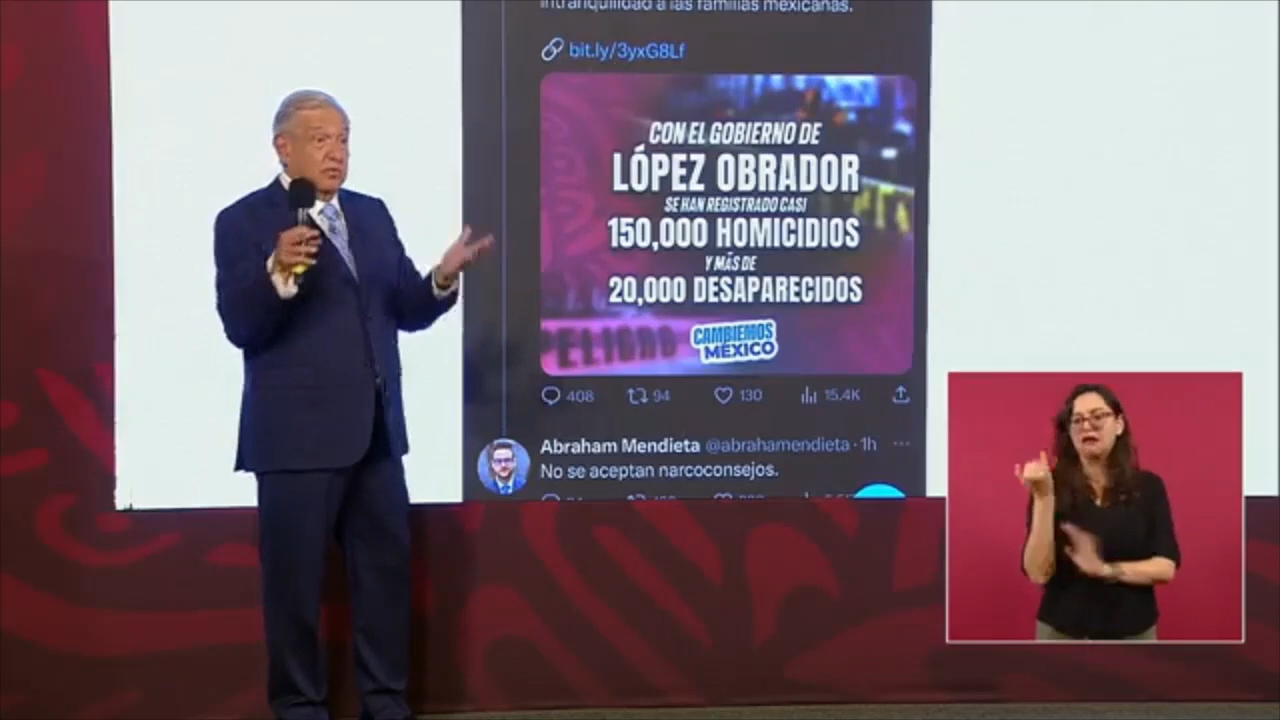 intranquilidad a las familias mexicanas.
bit.ly/3yxG8Lf
CON EL GOBIERNO DE
LÓPEZ OBRADOR
SE HAN REGISTRADO CASI
150,000 HOMICIDIOS
Y MÁS DE
20,000 DESAPARECIDOS
PELIGRO
CAMBIEMOS
MÉXICO
408 94 130 15.4K
Abraham Mendieta @abrahamendieta · 1h
No se aceptan narcoconsejos.